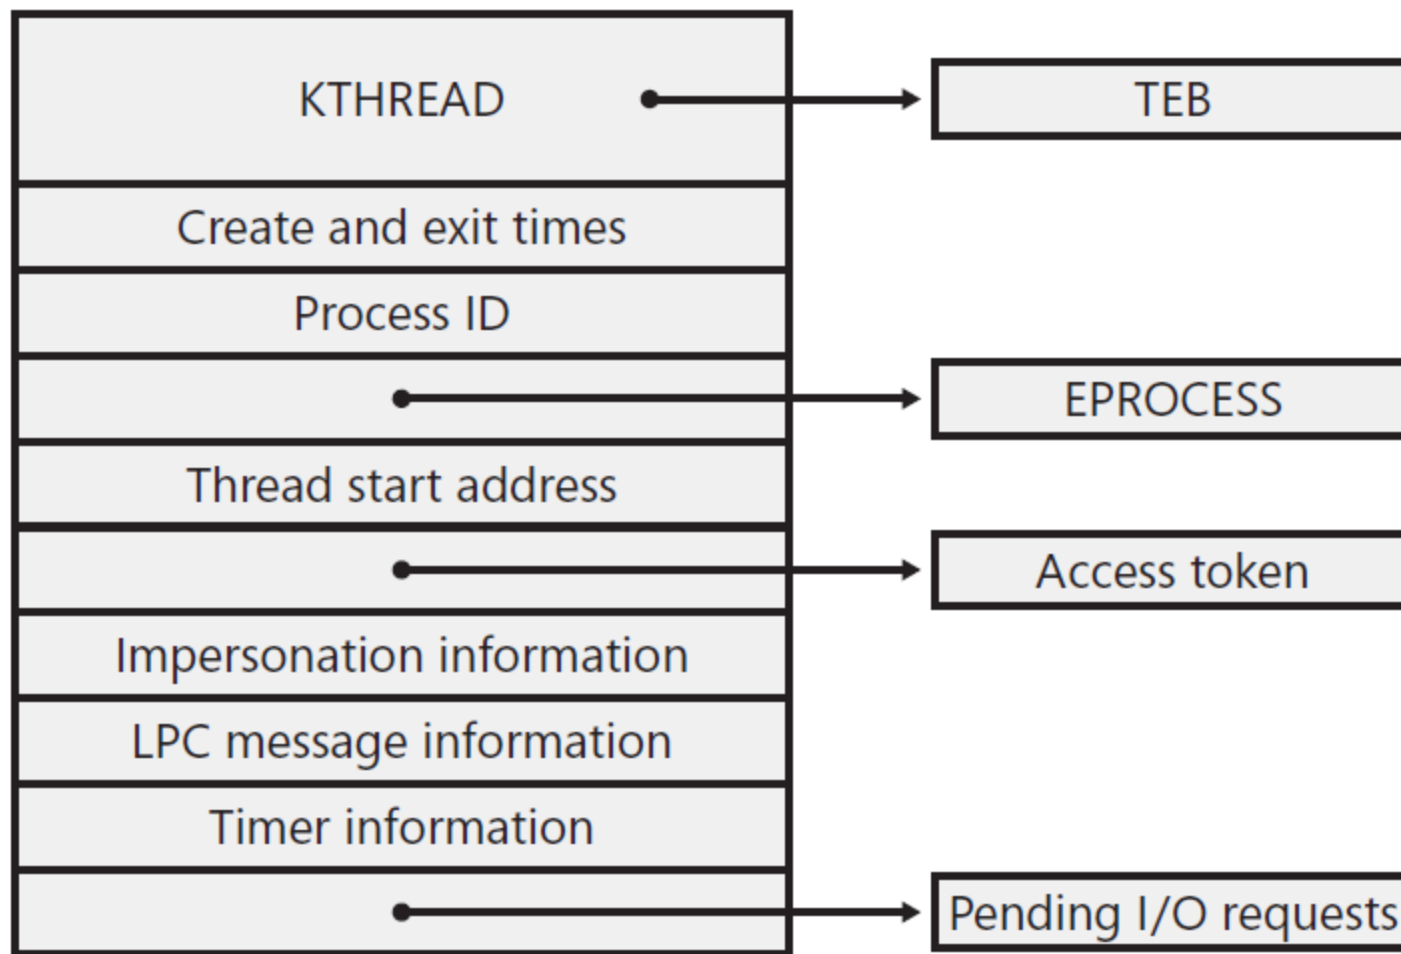 KTHREAD
TEB
Create and exit times
Process ID
EPROCESS
Thread start address
Access token
Impersonation information
LPC message information
Timer information
Pending I/O requests